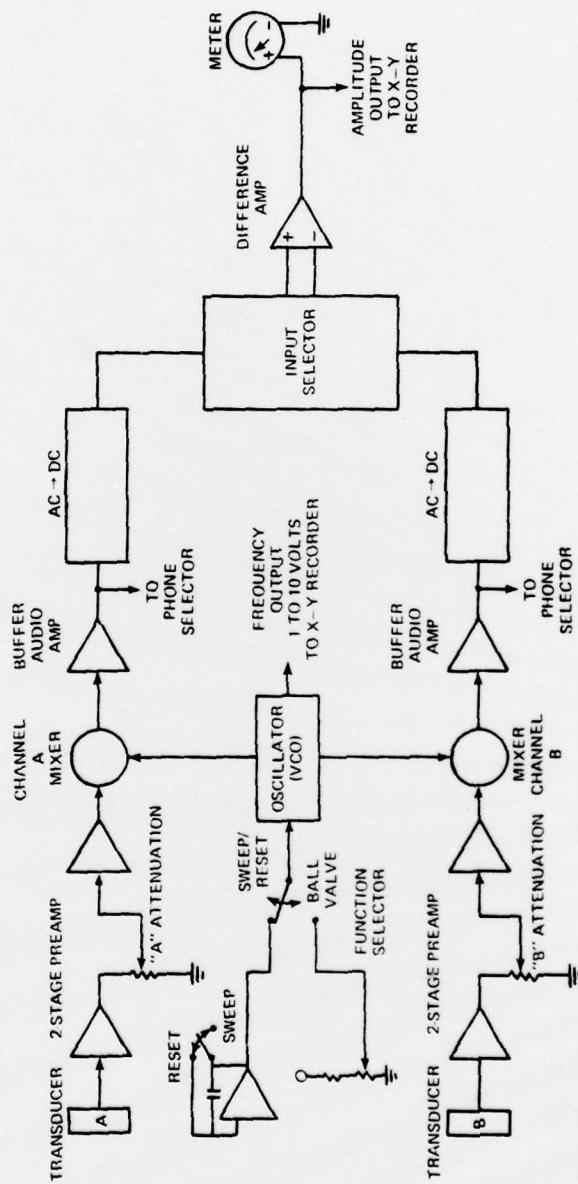 TRANSDUCER
A
2 STAGE PREAMP
"A" ATTENUATION
CHANNEL
A
MIXER
BUFFER
AUDIO
AMP
TO
PHONE
SELECTOR
AC → DC
RESET
SWEEP
SWEEP/
RESET
BALL
VALVE
FUNCTION
SELECTOR
OSCILLATOR
(VCO)
FREQUENCY
OUTPUT
1 TO 10 VOLTS
TO X-Y RECORDER
INPUT
SELECTOR
DIFFERENCE
AMP
+
−
METER
+
−
AMPLITUDE
OUTPUT
TO X-Y
RECORDER
TRANSDUCER
B
2-STAGE PREAMP
"B" ATTENUATION
MIXER
CHANNEL
B
BUFFER
AUDIO
AMP
TO
PHONE
SELECTOR
AC → DC